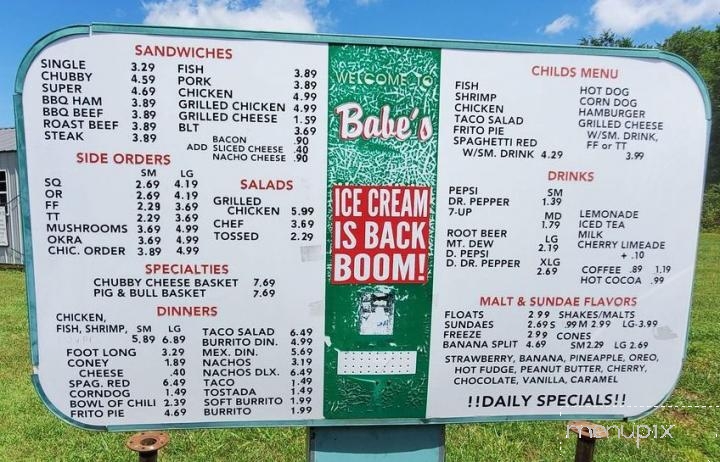 SANDWICHES
SINGLE 3.29
CHUBBY 4.59
SUPER 4.69
BBQ HAM 3.89
BBQ BEEF 3.89
ROAST BEEF 3.89
STEAK 3.89
FISH 3.89
PORK 3.89
CHICKEN 4.99
GRILLED CHICKEN 4.99
GRILLED CHEESE 1.59
BLT 3.69
BACON .90
ADD SLICED CHEESE .40
NACHO CHEESE .90
SIDE ORDERS
SM LG
SQ 2.69 4.19
OR 2.69 4.19
FF 2.29 3.69
TT 2.29 3.69
MUSHROOMS 3.69 4.99
OKRA 3.69 4.99
CHIC. ORDER 3.89 4.99
SALADS
GRILLED
CHICKEN 5.99
CHEF 3.69
TOSSED 2.29
SPECIALTIES
CHUBBY CHEESE BASKET 7.69
PIG & BULL BASKET 7.69
DINNERS
CHICKEN,
FISH, SHRIMP, SM LG
5,89 6.89
FOOT LONG 3.29
CONEY 1.89
CHEESE .40
SPAG. RED 6.49
CORNDOG 1.49
BOWL OF CHILI 2.39
FRITO PIE 4.69
TACO SALAD 6.49
BURRITO DIN. 4.99
MEX. DIN. 5.69
NACHOS 3.19
NACHOS DLX. 6.49
TACO 1.49
TOSTADA 1.49
SOFT BURRITO 1.99
BURRITO 1.99
WELCOME TO
Babe's
ICE CREAM
IS BACK
BOOM!
CHILDS MENU
FISH
SHRIMP
CHICKEN
TACO SALAD
FRITO PIE
SPAGHETTI RED
W/SM. DRINK 4.29
HOT DOG
CORN DOG
HAMBURGER
GRILLED CHEESE
W/SM. DRINK,
FF or TT
3.99
DRINKS
PEPSI
DR. PEPPER
7-UP
ROOT BEER
MT. DEW
D. PEPSI
D. DR. PEPPER
SM
1.39
MD
1.79
LG
2.19
XLG
2.69
LEMONADE
ICED TEA
MILK
CHERRY LIMEADE
+ .10
COFFEE .89 1.19
HOT COCOA .99
MALT & SUNDAE FLAVORS
FLOATS 2 99 SHAKES/MALTS
SUNDAES 2.69 S .99 M 2.99 LG-3.99
FREEZE 2 99 CONES
BANANA SPLIT 4.69 SM 2.29 LG 2.69
STRAWBERRY, BANANA, PINEAPPLE, OREO,
HOT FUDGE, PEANUT BUTTER, CHERRY,
CHOCOLATE, VANILLA, CARAMEL
!!DAILY SPECIALS!!
menupix